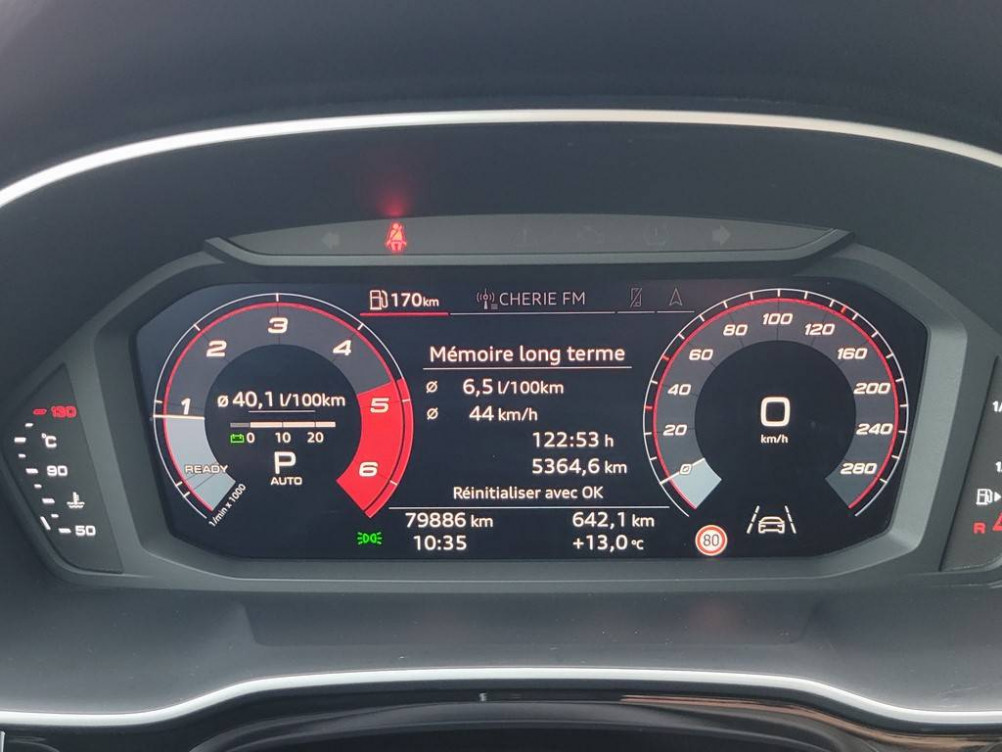 170 km
CHERIE FM
Mémoire long terme
ø 6,5 l/100km
ø 44 km/h
122:53 h
5364,6 km
Réinitialiser avec OK
79886 km 642,1 km
10:35 +13,0 °C
1
2
3
4
5
6
READY
1/min x 1000
ø 40,1 l/100km
0 10 20
P
AUTO
0
20
40
60
80
100
120
160
200
240
280
0
km/h
80
130
°C
90
50
R